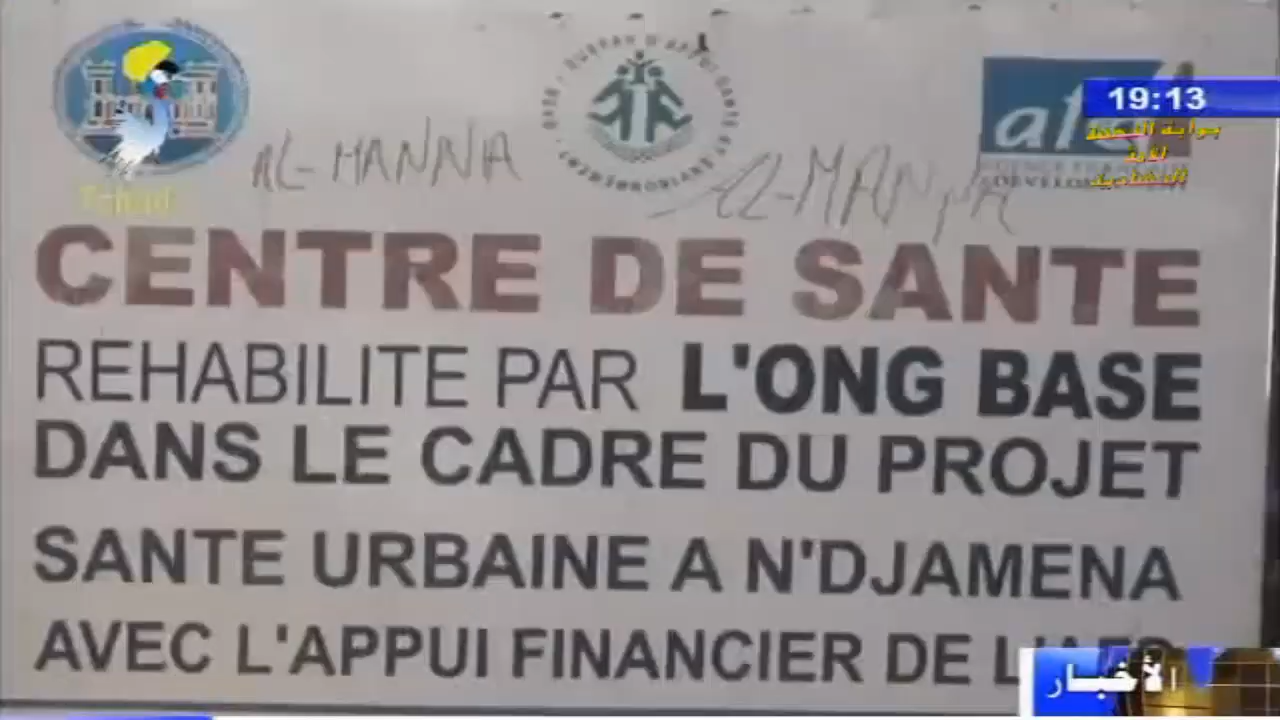 19:13
Tchad
AL-MANNA
AL-MANNA
CENTRE DE SANTE
REHABILITE PAR L'ONG BASE
DANS LE CADRE DU PROJET
SANTE URBAINE A N'DJAMENA
AVEC L'APPUI FINANCIER DE
الأخبار